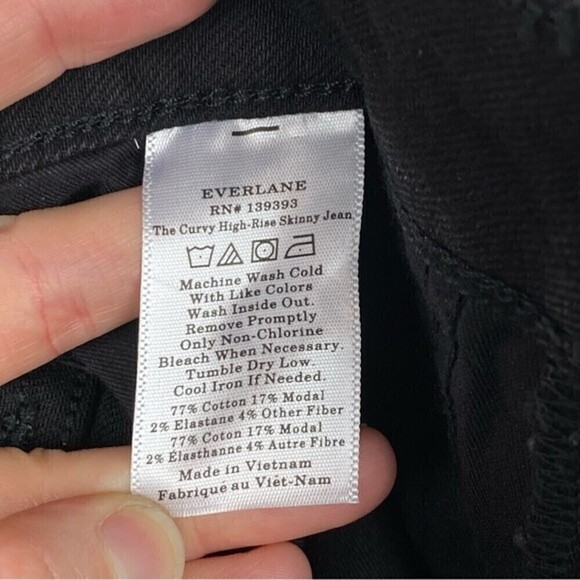 EVERLANE
RN# 139393
The Curvy High-Rise Skinny Jean
Machine Wash Cold
With Like Colors
Wash Inside Out.
Remove Promptly
Only Non-Chlorine
Bleach When Necessary.
Tumble Dry Low.
Cool Iron If Needed.
77% Cotton 17% Modal
2% Elastane 4% Other Fiber
77% Coton 17% Modal
2% Élasthanne 4% Autre Fibre
Made in Vietnam
Fabriqué au Viêt-Nam